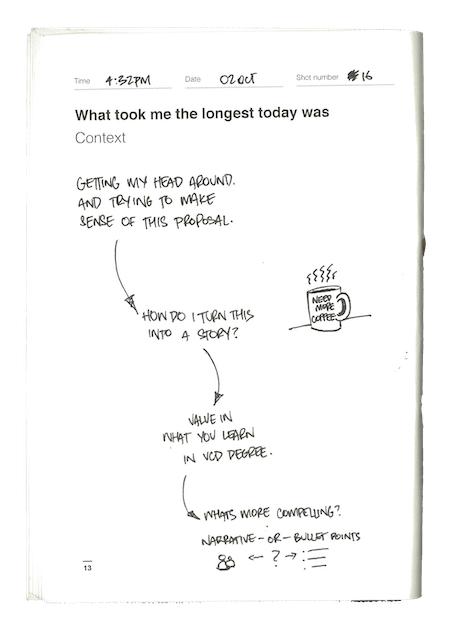 Time 4:32PM Date 02 OCT Shot number #16
What took me the longest today was
Context
GETTING MY HEAD AROUND.
AND TRYING TO MAKE
SENSE OF THIS PROPOSAL.
HOW DO I TURN THIS
INTO A STORY?
NEED
MORE
COFFEE
VALUE IN
WHAT YOU LEARN
IN VCD DEGREE.
WHATS MORE COMPELLING?
NARRATIVE-OR-BULLET POINTS
?
13